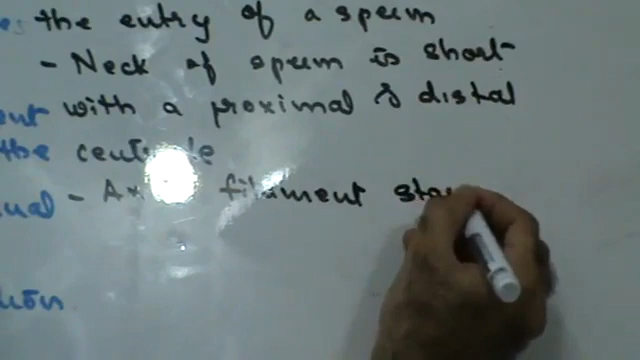 the entry of a sperm
- Neck of sperm is short
with a proximal & distal
the
- filament